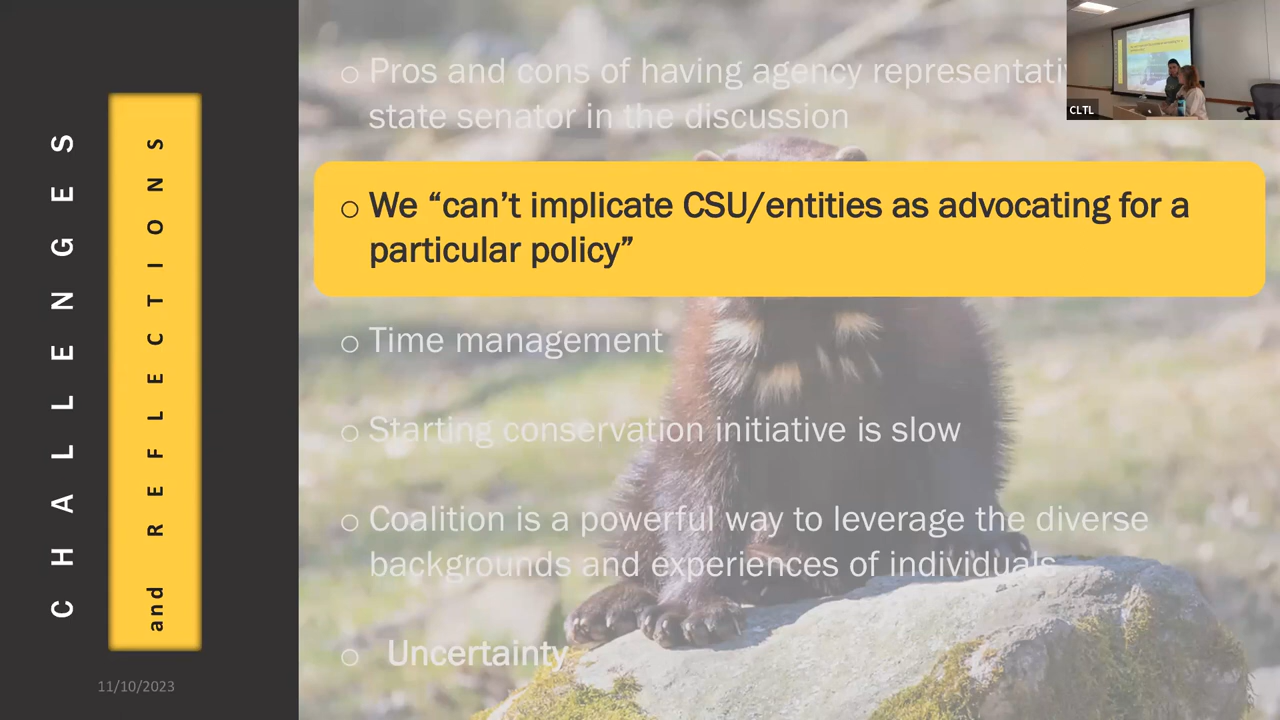 CHALLENGES
and REFLECTIONS
11/10/2023
○ Pros and cons of having agency
state senator in the discussion
○ We “can’t implicate CSU/entities as advocating for a
particular policy”
○ Time management
○ Starting conservation initiative is slow
○ Coalition is a powerful way to leverage the diverse
backgrounds and experiences of individuals
○ Uncertainty
CLTL